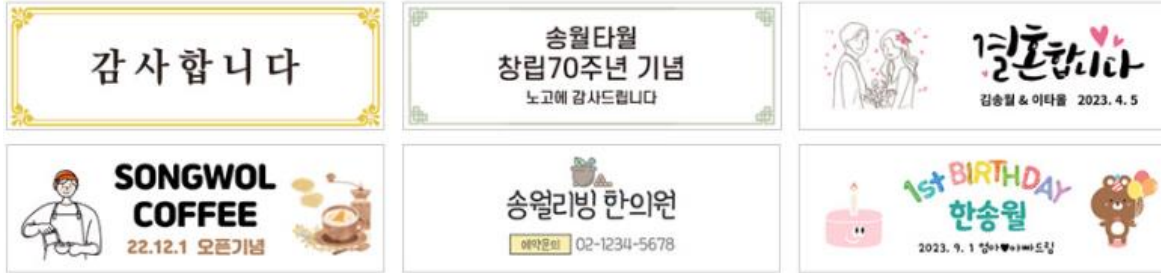 감사합니다
송월타월
창립70주년 기념
노고에 감사드립니다
결혼합니다
김송월 & 이타올 2023. 4. 5
SONGWOL
COFFEE
22.12.1 오픈기념
송월리빙 한의원
예약문의 02-1234-5678
1st BIRTHDAY
한송월
2023. 9. 1 엄마♥아빠드림